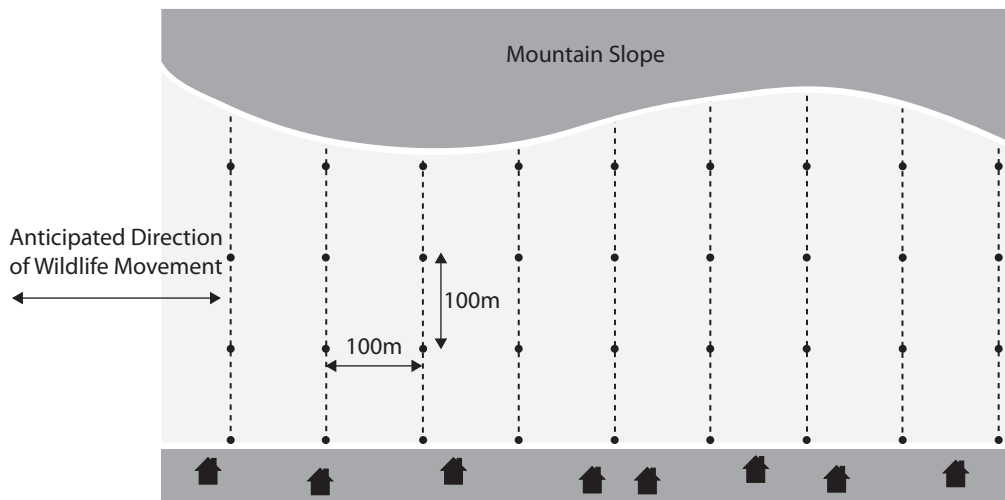 Mountain Slope
Anticipated Direction
of Wildlife Movement
100m
100m